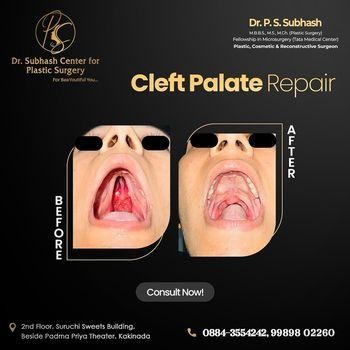 PS
Dr. Subhash Center for
Plastic Surgery
For BeaYoutiful You...
Dr. P. S. Subhash
M.B.B.S., M.S., M.Ch. (Plastic Surgery)
Fellowship in Microsurgery (Tata Medical Center)
Plastic, Cosmetic & Reconstructive Surgeon
Cleft Palate Repair
BEFORE
AFTER
Consult Now!
2nd Floor, Suruchi Sweets Building,
Beside Padma Priya Theater, Kakinada
0884-3554242, 99898 02260